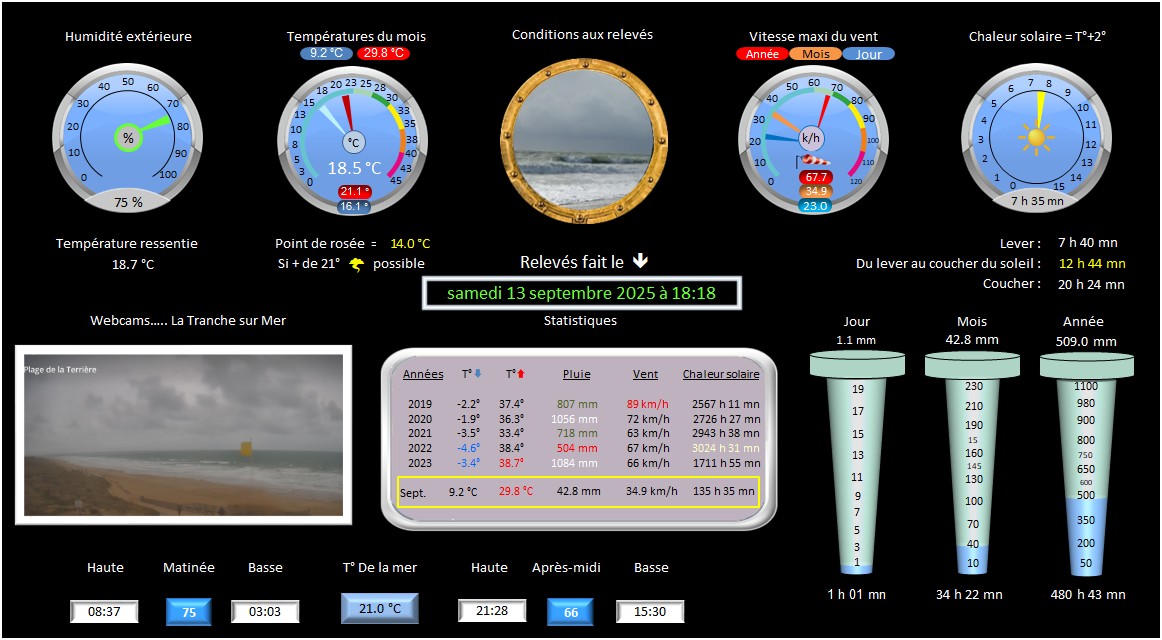 Humidité extérieure
Températures du mois
Conditions aux relevés
Vitesse maxi du vent
Chaleur solaire = T°+2°
9.2 °C 29.8 °C
Année Mois Jour
0 10 20 30 40 50 60 70 80 90 100
%
75 %
0 3 5 8 10 13 15 18 20 23 25 28 30 33 35 38 40 43 45
°C
18.5 °C
21.1 °
16.1 °
0 10 20 30 40 50 60 70 80 90 100 110 120
k/h
67.7
34.9
23.0
0 1 2 3 4 5 6 7 8 9 10 11 12 13 14 15
7 h 35 mn
Température ressentie
18.7 °C
Point de rosée = 14.0 °C
Si + de 21° possible
Relevés fait le
samedi 13 septembre 2025 à 18:18
Lever : 7 h 40 mn
Du lever au coucher du soleil : 12 h 44 mn
Coucher : 20 h 24 mn
Webcams..... La Tranche sur Mer
Plage de la Terrière
Statistiques
Années T° T° Pluie Vent Chaleur solaire
2019 -2.2° 37.4° 807 mm 89 km/h 2567 h 11 mn
2020 -1.9° 36.3° 1056 mm 72 km/h 2726 h 27 mn
2021 -3.5° 33.4° 718 mm 63 km/h 2943 h 38 mn
2022 -4.6° 38.4° 504 mm 67 km/h 3024 h 31 mn
2023 -3.4° 38.7° 1084 mm 66 km/h 1711 h 55 mn
Sept. 9.2 °C 29.8 °C 42.8 mm 34.9 km/h 135 h 35 mn
Jour
1.1 mm
19
17
15
13
11
9
7
5
3
1
1 h 01 mn
Mois
42.8 mm
230
210
190
15
160
145
130
100
70
40
10
34 h 22 mn
Année
509.0 mm
1100
980
900
800
750
650
600
500
350
200
50
480 h 43 mn
Haute Matinée Basse
08:37 75 03:03
T° De la mer
21.0 °C
Haute Après-midi Basse
21:28 66 15:30